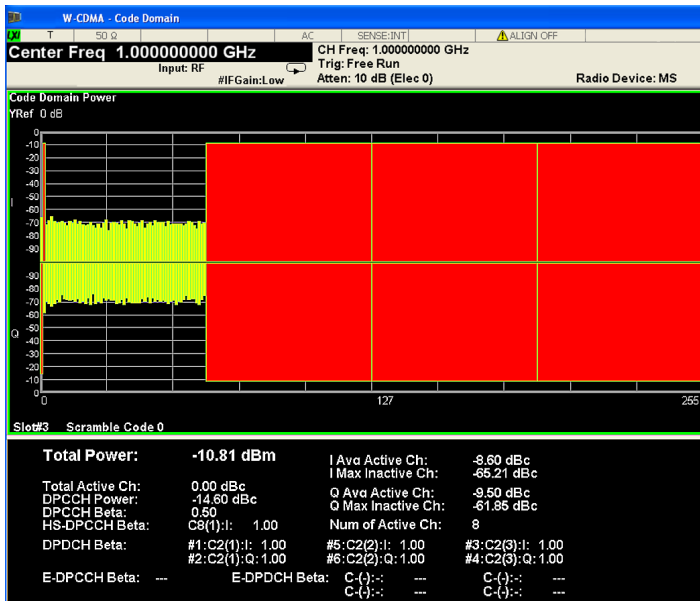 W-CDMA - Code Domain
LXI T 50 Ω AC SENSE:INT ALIGN OFF
Center Freq 1.000000000 GHz
CH Freq: 1.000000000 GHz
Input: RF
Trig: Free Run
#IFGain:Low
Atten: 10 dB (Elec 0)
Radio Device: MS
Code Domain Power
YRef 0 dB
0
-10
-20
-30
-40
-50
I -60
-70
-80
-90
-90
-80
-70
-60
Q -50
-40
-30
-20
-10
0
0 127 255
Slot#3 Scramble Code 0
Total Power: -10.81 dBm
I Avg Active Ch: -8.60 dBc
I Max Inactive Ch: -65.21 dBc
Total Active Ch: 0.00 dBc
Q Avg Active Ch: -9.50 dBc
DPCCH Power: -14.60 dBc
Q Max Inactive Ch: -61.85 dBc
DPCCH Beta: 0.50
HS-DPCCH Beta: C8(1):I: 1.00
Num of Active Ch: 8
DPDCH Beta: #1:C2(1):I: 1.00 #5:C2(2):I: 1.00 #3:C2(3):I: 1.00
#2:C2(1):Q: 1.00 #6:C2(2):Q: 1.00 #4:C2(3):Q: 1.00
E-DPCCH Beta: --- E-DPDCH Beta: C-(-):-: --- C-(-):-: ---
C-(-):-: --- C-(-):-: ---